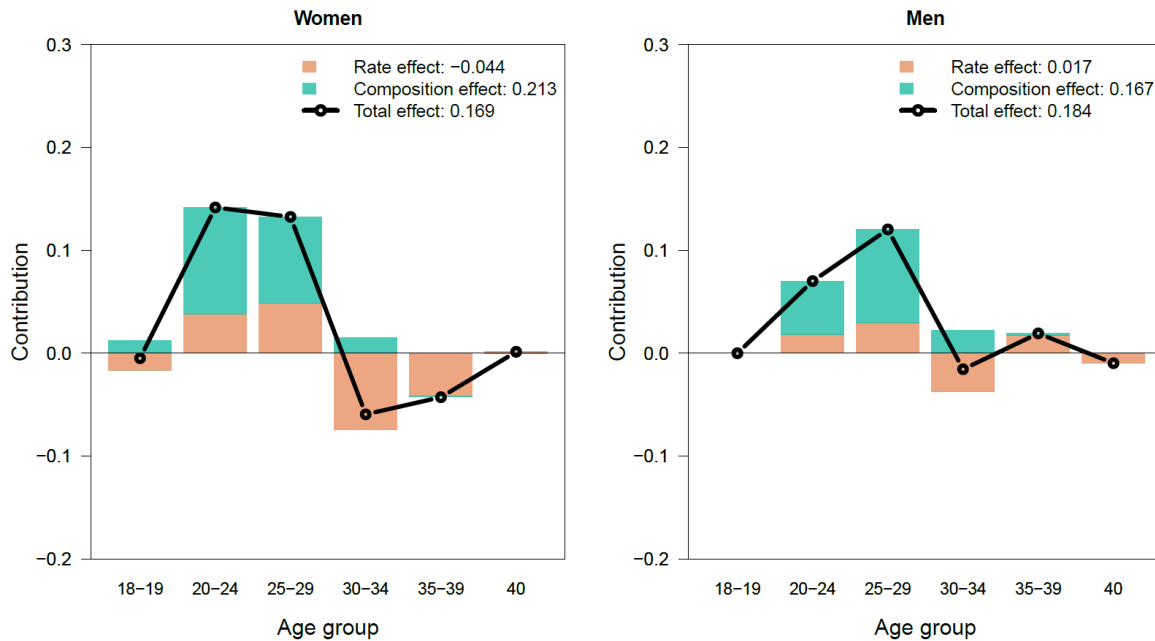 Women
0.3
0.2
0.1
0.0
−0.1
−0.2
Contribution
Rate effect: −0.044
Composition effect: 0.213
Total effect: 0.169
18−19
20−24
25−29
30−34
35−39
40
Age group
Men
0.3
0.2
0.1
0.0
−0.1
−0.2
Contribution
Rate effect: 0.017
Composition effect: 0.167
Total effect: 0.184
18−19
20−24
25−29
30−34
35−39
40
Age group